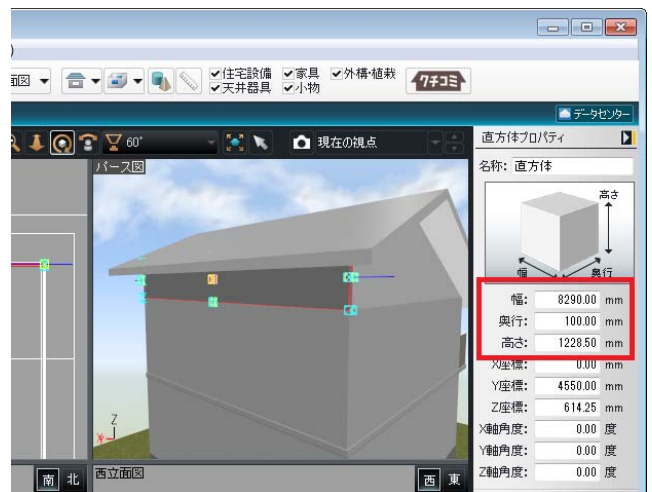 )
面図
✔住宅設備 ✔家具 ✔外構・植栽
✔天井器具 ✔小物
クチコミ
データセンター
60°
現在の視点
直方体プロパティ
パース図
名称: 直方体
高さ
幅
奥行
幅: 8290.00 mm
奥行: 100.00 mm
高さ: 1228.50 mm
X座標: 0.00 mm
Y座標: 4550.00 mm
Z座標: 614.25 mm
X軸角度: 0.00 度
Y軸角度: 0.00 度
Z軸角度: 0.00 度
Z
X
南 北
西立面図
西 東